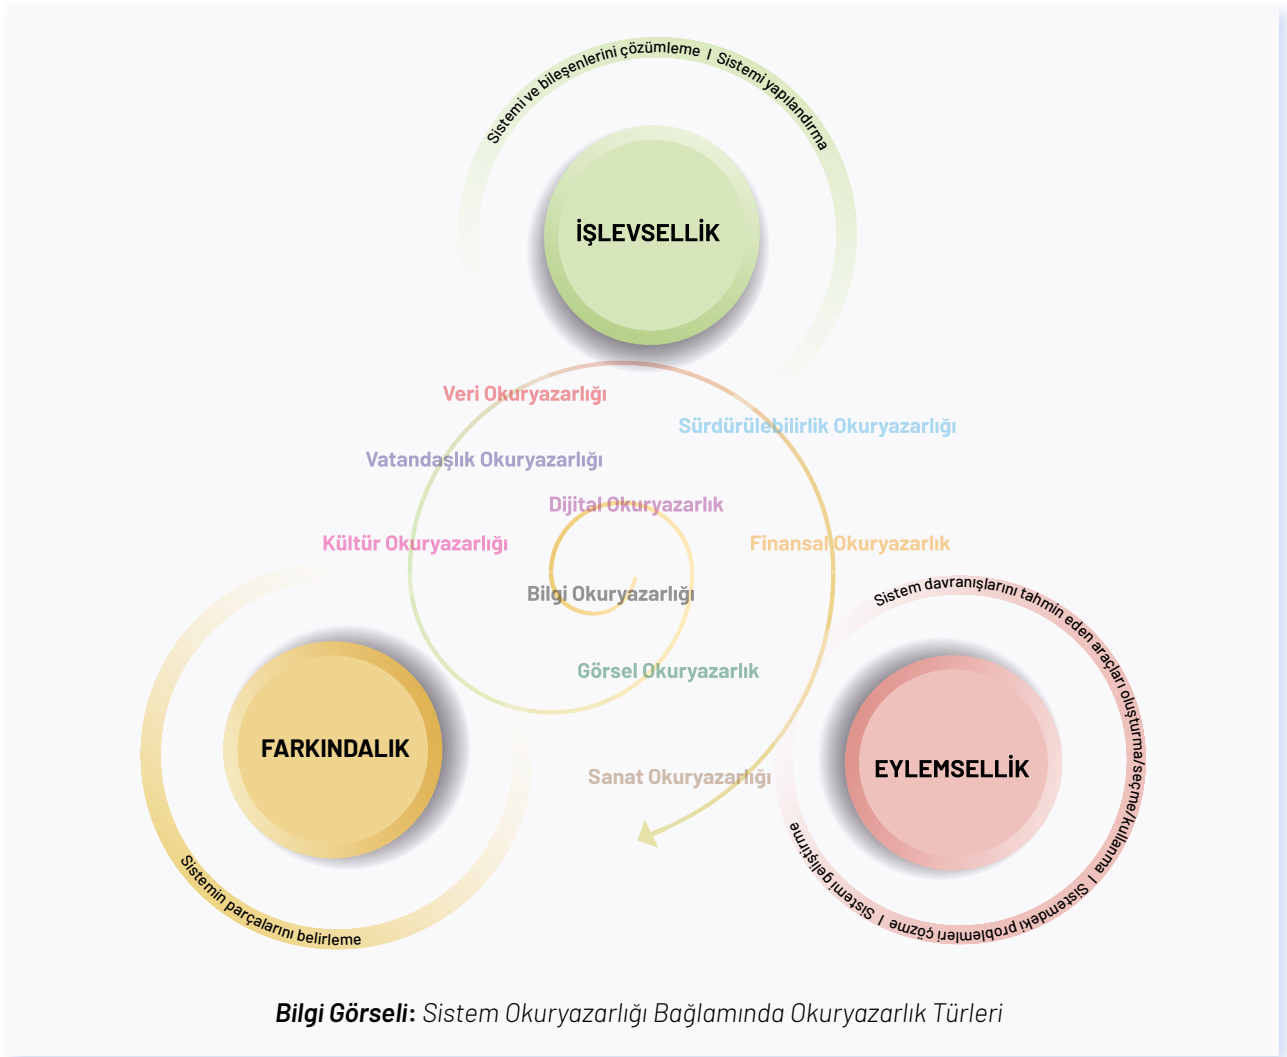 Sistemi ve bileşenlerini çözümleme | Sistemi yapılandırma
İŞLEVSELLİK
Veri Okuryazarlığı
Sürdürülebilirlik Okuryazarlığı
Vatandaşlık Okuryazarlığı
Dijital Okuryazarlık
Kültür Okuryazarlığı
Finansal Okuryazarlık
Bilgi Okuryazarlığı
Görsel Okuryazarlık
Sanat Okuryazarlığı
FARKINDALIK
Sistemin parçalarını belirleme
EYLEMSELLİK
Sistem davranışlarını tahmin eden araçları oluşturma/seçme/kullanma | Sistemdeki problemleri çözme | Sistemi geliştirme
Bilgi Görseli: Sistem Okuryazarlığı Bağlamında Okuryazarlık Türleri